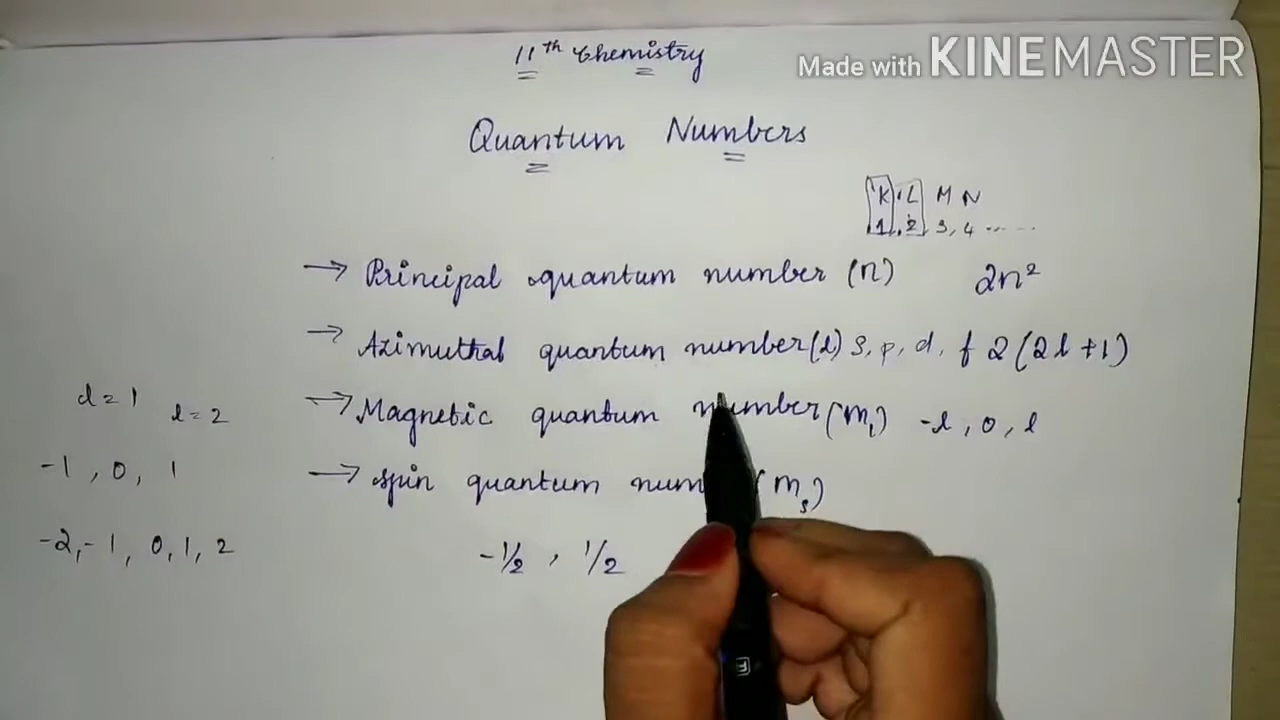 11th Chemistry
Made with KINEMASTER
Quantum Numbers
K L M N
1, 2, 3, 4 ......
→ Principal quantum number (n) 2n²
→ Azimuthal quantum number (l) s, p, d, f 2(2l+1)
→ Magnetic quantum number (ml) -l, 0, l
l=1 l=2
-1, 0, 1
→ Spin quantum num (ms)
-2, -1, 0, 1, 2
-1/2, 1/2